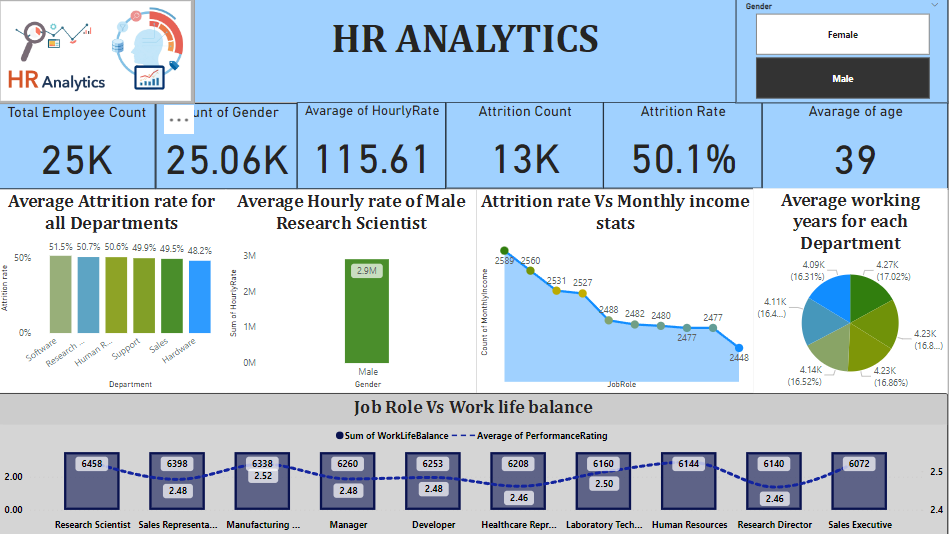 HR Analytics
HR ANALYTICS
Gender
Female
Male
Total Employee Count
25K
unt of Gender
25.06K
Avarage of HourlyRate
115.61
Attrition Count
13K
Attrition Rate
50.1%
Avarage of age
39
Average Attrition rate for
all Departments
Attrition rate
50%
0%
51.5%
50.7%
50.6%
49.9%
49.5%
48.2%
Software
Research ...
Human R...
Support
Sales
Hardware
Department
Average Hourly rate of Male
Research Scientist
Sum of HourlyRate
3M
2M
1M
0M
2.9M
Male
Gender
Attrition rate Vs Monthly income
stats
Count of MonthlyIncome
2589
2560
2531
2527
2488
2482
2480
2477
2477
2448
JobRole
Average working
years for each
Department
4.27K
(17.02%)
4.23K
(16.8...)
4.23K
(16.86%)
4.14K
(16.52%)
4.11K
(16.4...)
4.09K
(16.31%)
Job Role Vs Work life balance
Sum of WorkLifeBalance
Average of PerformanceRating
2.00
0.00
6458
6398
6338
6260
6253
6208
6160
6144
6140
6072
2.48
2.52
2.48
2.48
2.46
2.50
2.46
2.5
2.4
Research Scientist
Sales Representa...
Manufacturing ...
Manager
Developer
Healthcare Repr...
Laboratory Tech...
Human Resources
Research Director
Sales Executive